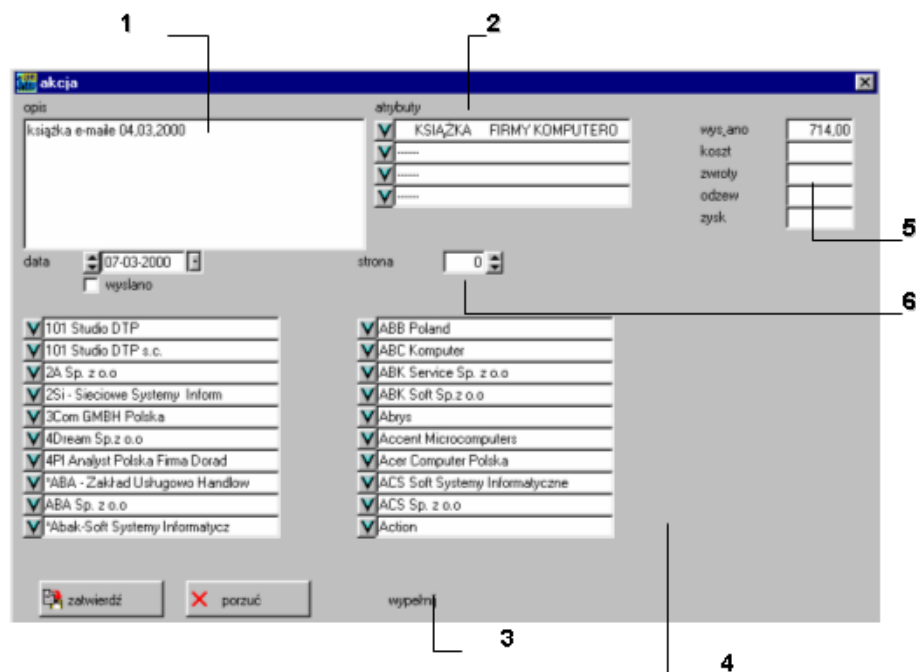 1
2
akcja
opis
atrybuty
książka e-maile 04,03,2000
KSIĄŻKA FIRMY KOMPUTERO
wys,ano 714,00
------
koszt
------
zwroty
------
odzew
zysk
5
data 07-03-2000
strona 0
wyslano
6
101 Studio DTP
ABB Poland
101 Studio DTP s.c.
ABC Komputer
2A Sp. z o.o
ABK Service Sp. z o.o
2Si - Sieciowe Systemy Inform
ABK Soft Sp.z o.o
3Com GMBH Polska
Abrys
4Dream Sp.z o.o
Accent Microcomputers
4PI Analyst Polska Firma Dorad
Acer Computer Polska
*ABA - Zakład Usługowo Handlow
ACS Soft Systemy Informatyczne
ABA Sp. z o.o
ACS Sp. z o.o
*Abak-Soft Systemy Informatycz
Action
zatwierdź
porzuć
wypełnij
3
4